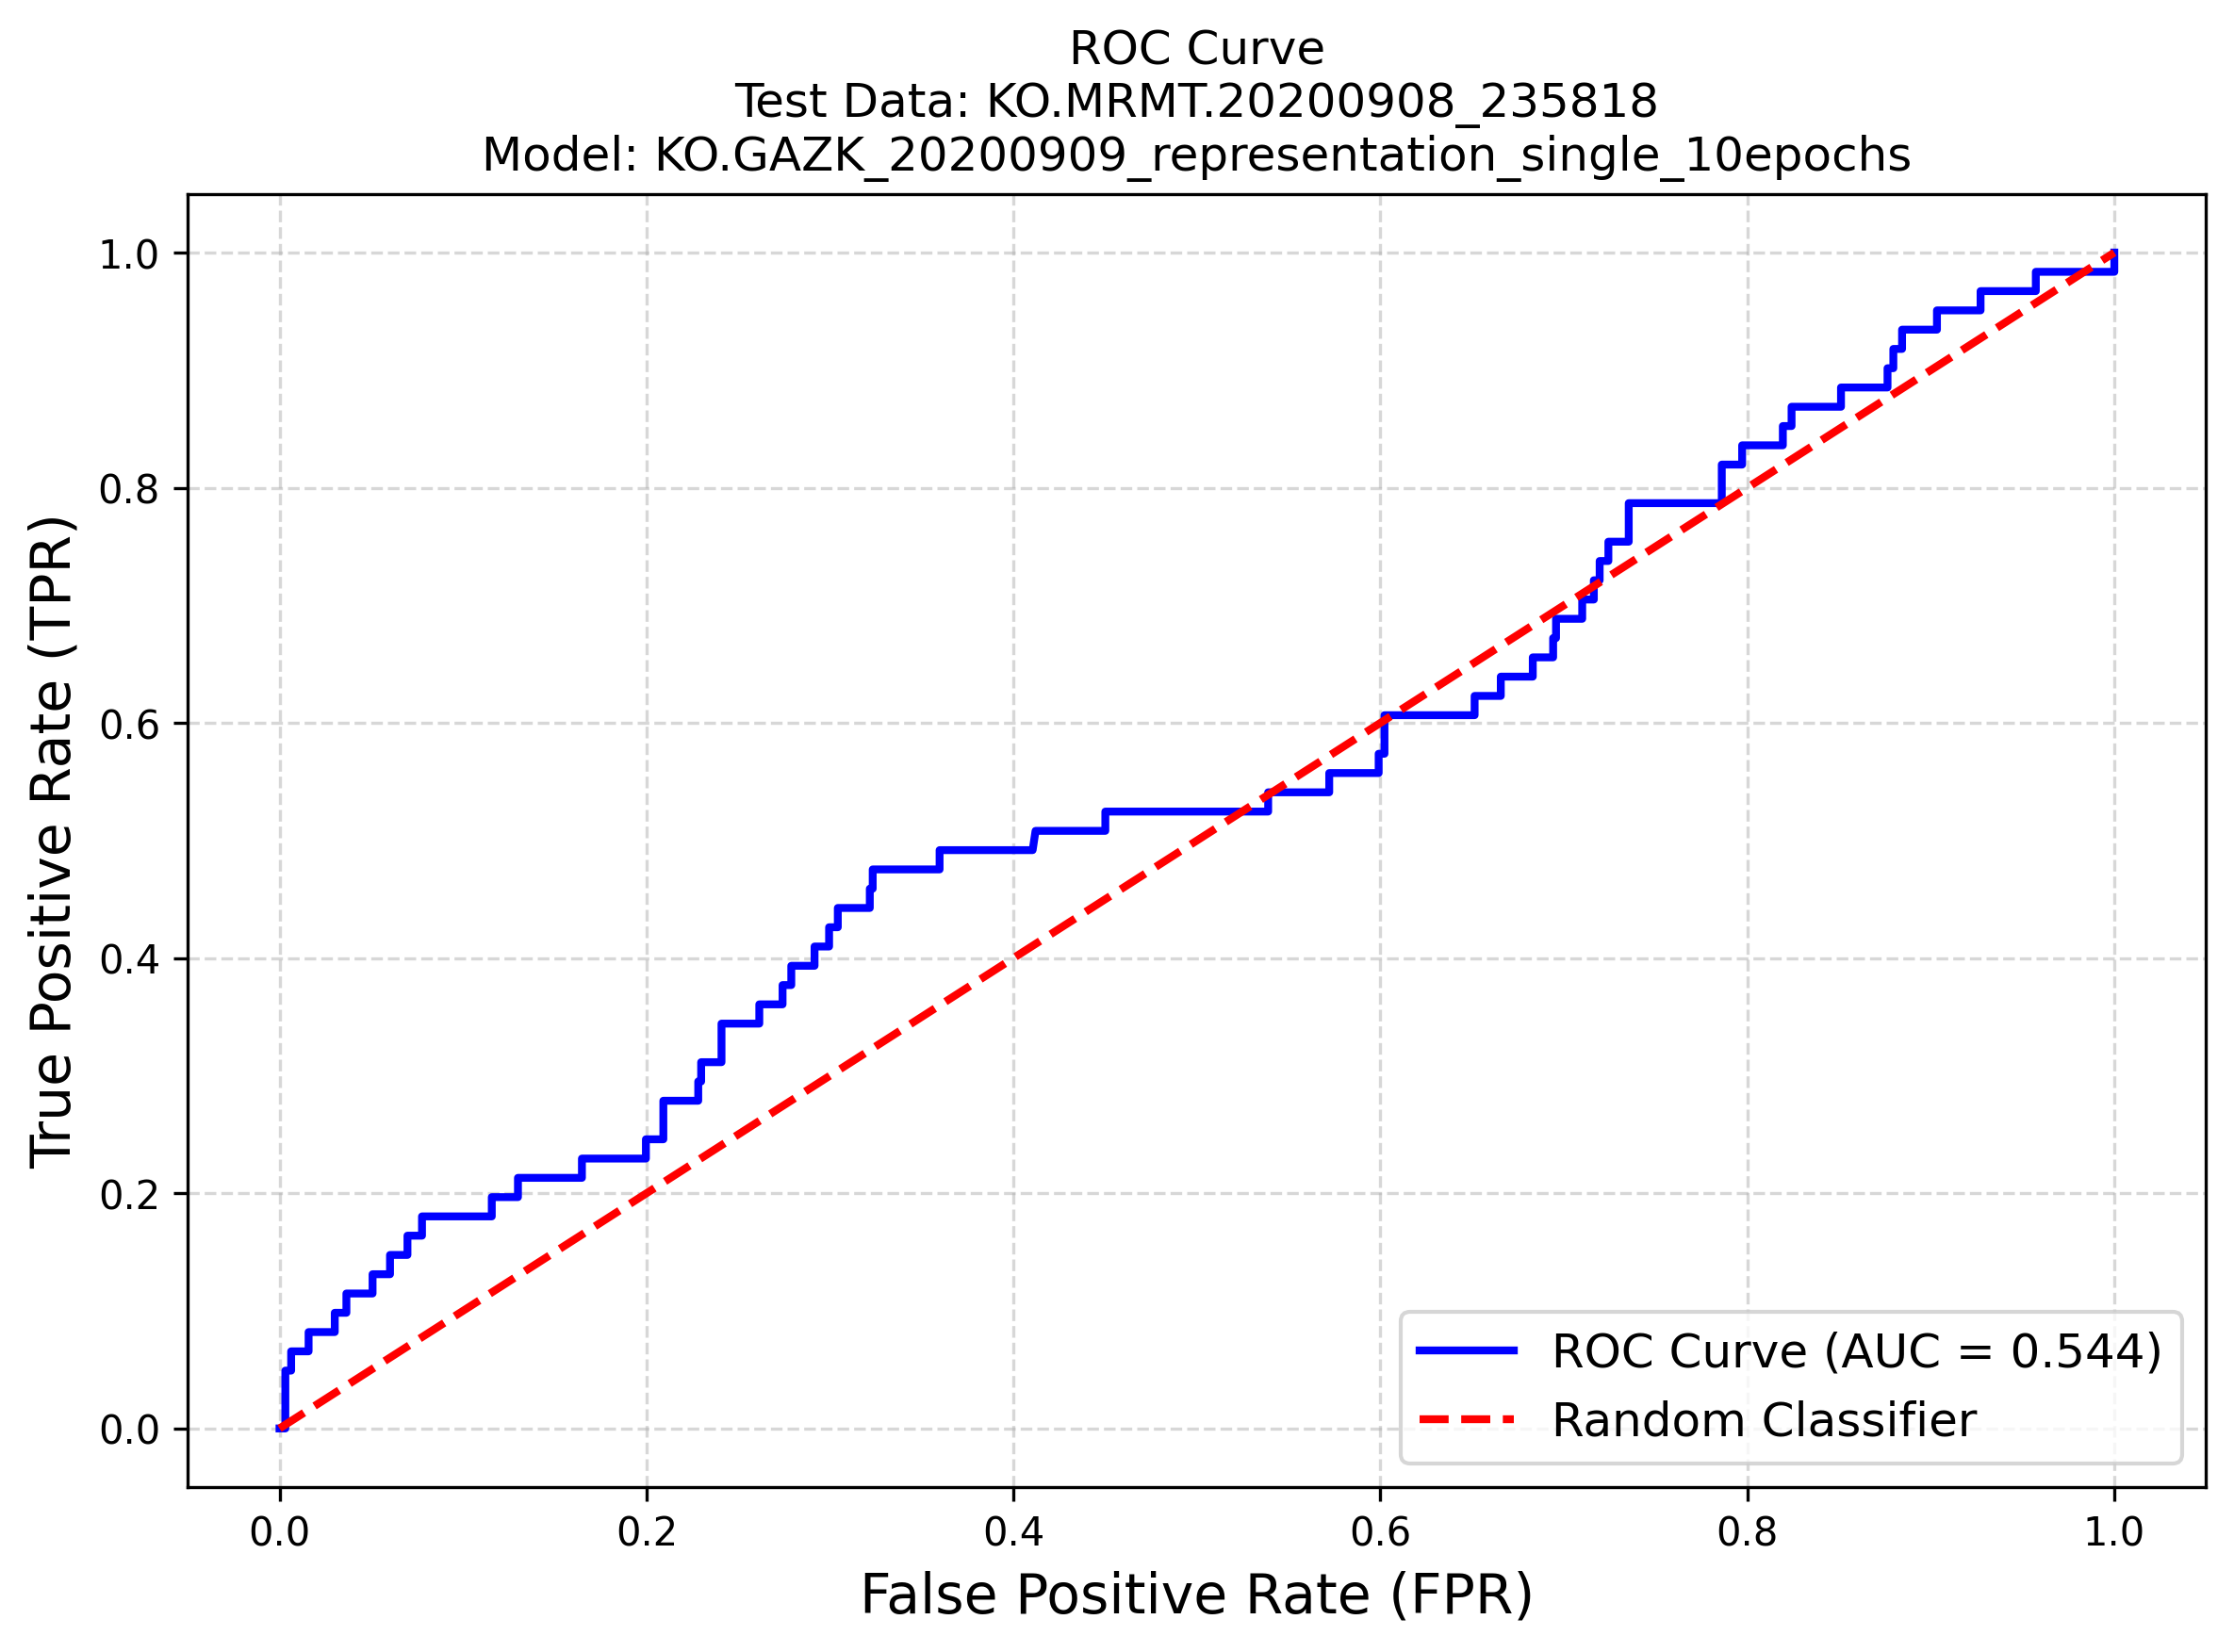 ROC Curve
Test Data: KO.MRMT.20200908_235818
Model: KO.GAZK_20200909_representation_single_10epochs
True Positive Rate (TPR)
1.0
0.8
0.6
0.4
0.2
0.0
ROC Curve (AUC = 0.544)
Random Classifier
0.0 0.2 0.4 0.6 0.8 1.0
False Positive Rate (FPR)